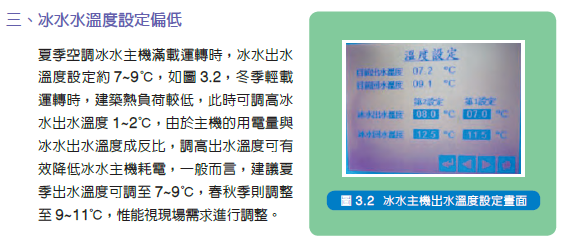 三、冰水水溫度設定偏低
夏季空調冰水主機滿載運轉時，冰水出水
溫度設定約7~9℃，如圖3.2，冬季輕載
運轉時，建築熱負荷較低，此時可調高冰
水出水溫度1~2℃，由於主機的用電量與
冰水出水溫度成反比，調高出水溫度可有
效降低冰水主機耗電，一般而言，建議夏
季出水溫度可調至7~9℃，春秋季則調整
至9~11℃，惟能視現場需求進行調整。
溫度設定
目前出水溫度 07.2 °C
目前回水溫度 09.1 °C
第2設定 第1設定
冰水出水溫度 08.0 °C 07.0 °C
冰水回水溫度 12.5 °C 11.5 °C
圖3.2 冰水主機出水溫度設定畫面